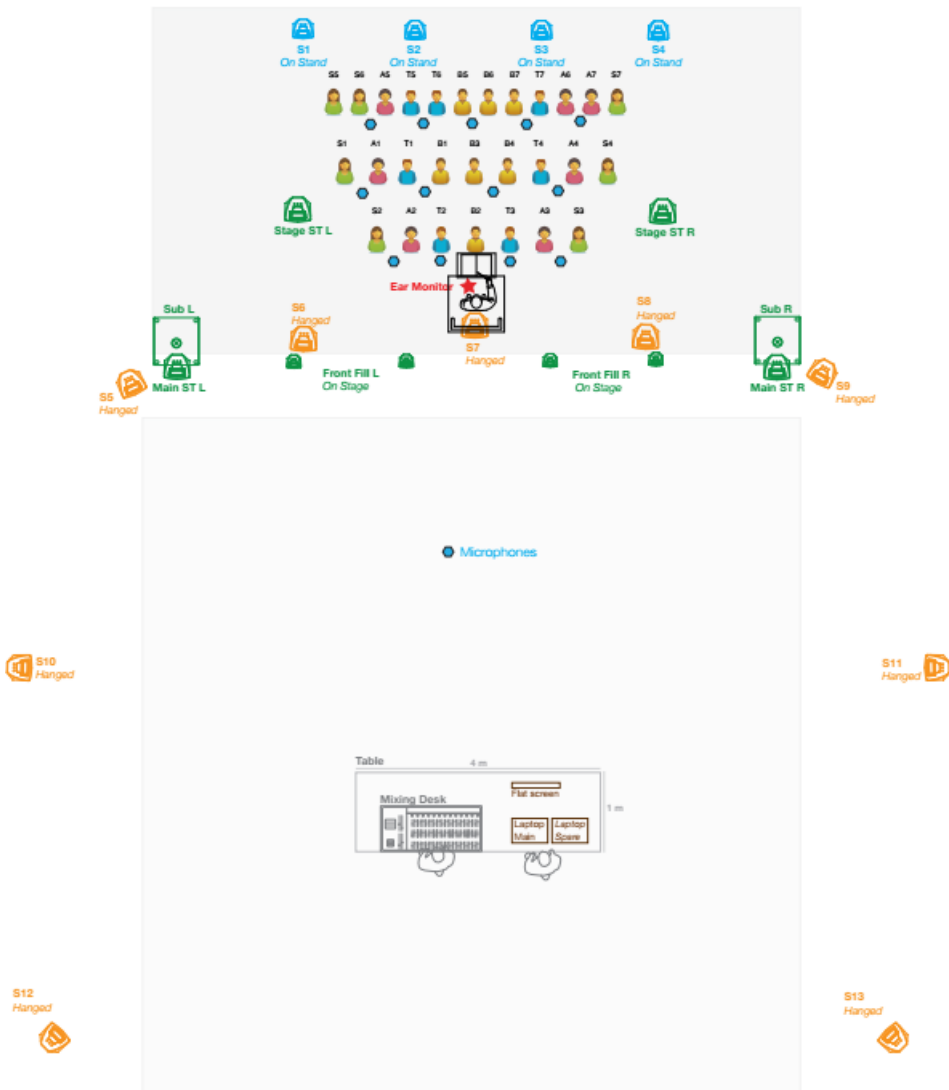 S1 S2 S3 S4
On Stand On Stand On Stand On Stand
S5 S6 A5 T5 T6 B5 B6 B7 T7 A6 A7 S7
S1 A1 T1 B1 B3 B4 T4 A4 S4
S2 A2 T2 B2 T3 A3 S3
Stage ST L Stage ST R
Ear Monitor
Sub L S6 S8 Sub R
Hanged Hanged
S7
Hanged
Main ST L Front Fill L Front Fill R Main ST R
On Stage On Stage
S5 S9
Hanged Hanged
Microphones
S10 S11
Hanged Hanged
Table 4 m
Flat screen
Mixing Desk 1 m
Laptop Laptop
Main Spare
S12 S13
Hanged Hanged